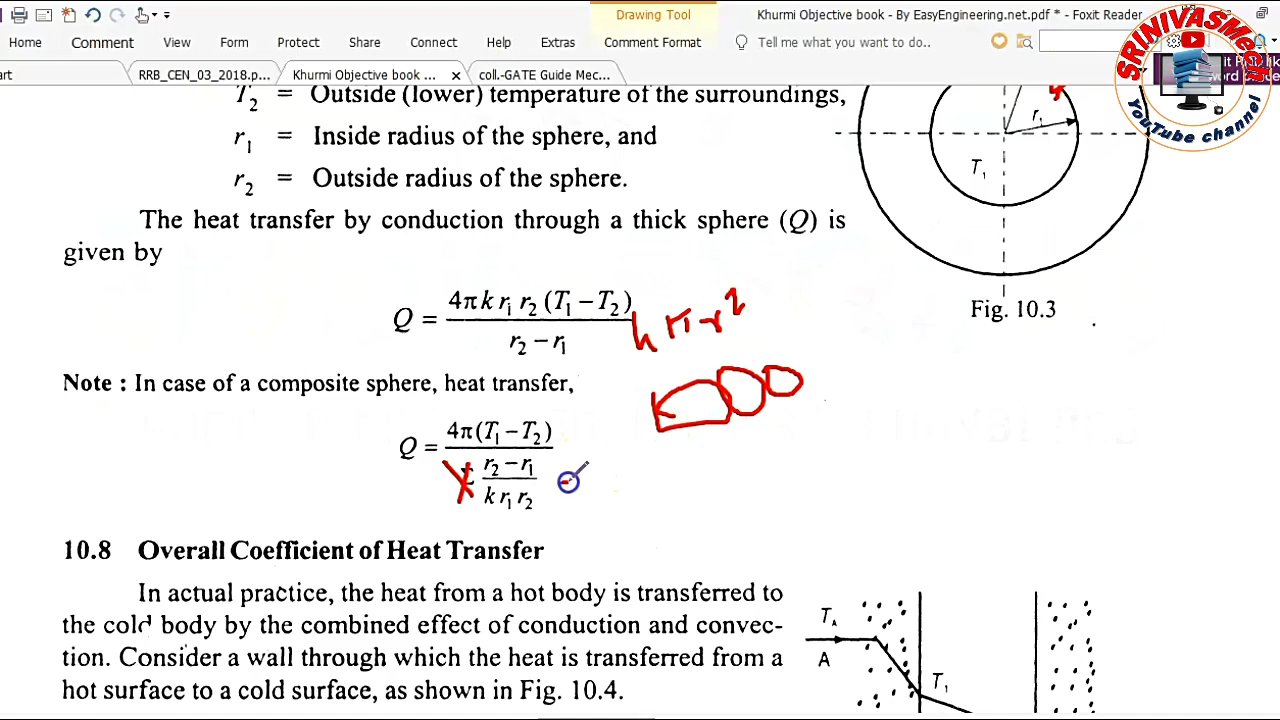 Drawing Tool
Khurmi Objective book - By EasyEngineering.net.pdf * - Foxit Reader
Home Comment View Form Protect Share Connect Help Extras Comment Format Tell me what you want to do..
art RRB_CEN_03_2018.p... Khurmi Objective book ... × coll.-GATE Guide Mec...
SRINIVASMech
YouTube channel
T₂ = Outside (lower) temperature of the surroundings,
r₁ = Inside radius of the sphere, and
r₂ = Outside radius of the sphere.
The heat transfer by conduction through a thick sphere (Q) is
given by
Q = 4π k r₁ r₂ (T₁ − T₂) / r₂ − r₁
Note : In case of a composite sphere, heat transfer,
Q = 4π (T₁ − T₂) / r₂ − r₁ / k r₁ r₂
10.8 Overall Coefficient of Heat Transfer
In actual practice, the heat from a hot body is transferred to
the cold body by the combined effect of conduction and convec-
tion. Consider a wall through which the heat is transferred from a
hot surface to a cold surface, as shown in Fig. 10.4.
r₁
T₁
Fig. 10.3
T_A
A
T₁